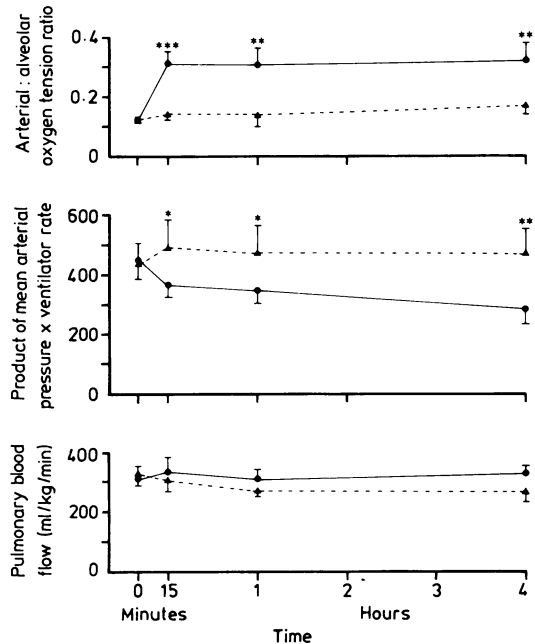 Arterial : alveolar
oxygen tension ratio
0.4
0.2
0
***
**
**
Product of mean arterial
pressure x ventilator rate
600
400
200
0
*
*
**
Pulmonary blood
flow (ml/kg/min)
400
200
0
0 15 1 2 3 4
Minutes Hours
Time